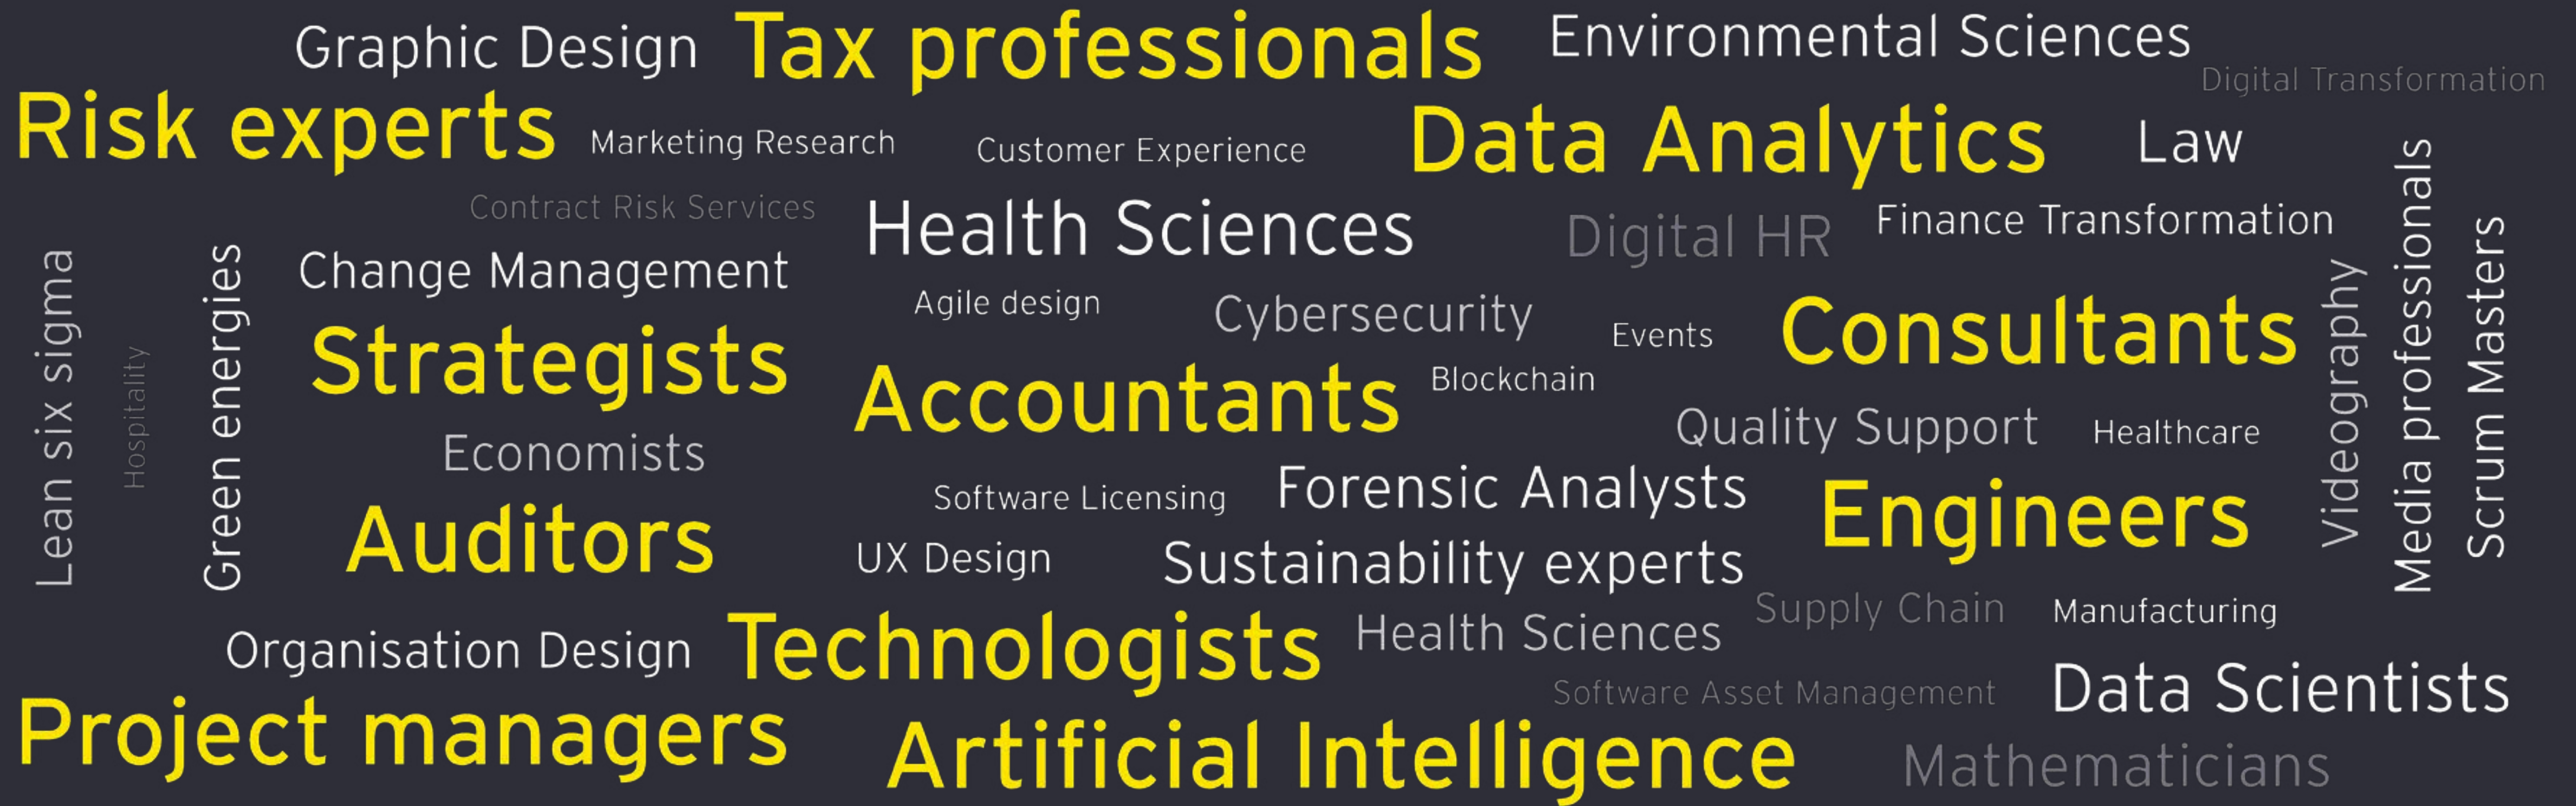 Graphic Design
Tax professionals
Environmental Sciences
Digital Transformation
Risk experts
Marketing Research
Customer Experience
Data Analytics
Law
Contract Risk Services
Health Sciences
Digital HR
Finance Transformation
Change Management
Agile design
Cybersecurity
Events
Consultants
Strategists
Accountants
Blockchain
Quality Support
Healthcare
Economists
Software Licensing
Forensic Analysts
Engineers
Auditors
UX Design
Sustainability experts
Supply Chain
Manufacturing
Organisation Design
Technologists
Health Sciences
Software Asset Management
Data Scientists
Project managers
Artificial Intelligence
Mathematicians
Lean six sigma
Hospitality
Green energies
Videography
Media professionals
Scrum Masters